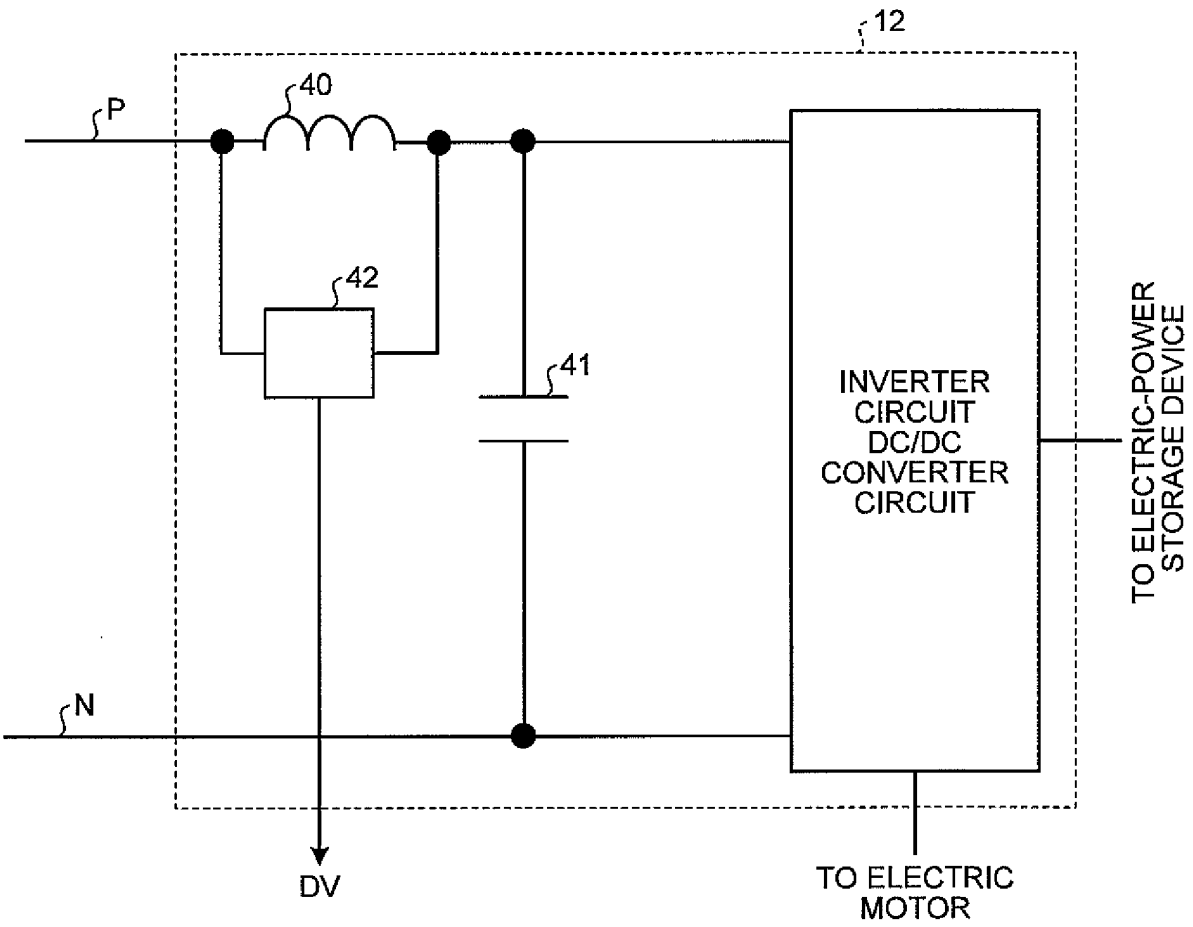 12
40
P
42
41
INVERTER
CIRCUIT
DC/DC
CONVERTER
CIRCUIT
TO ELECTRIC-POWER
STORAGE DEVICE
N
DV
TO ELECTRIC
MOTOR